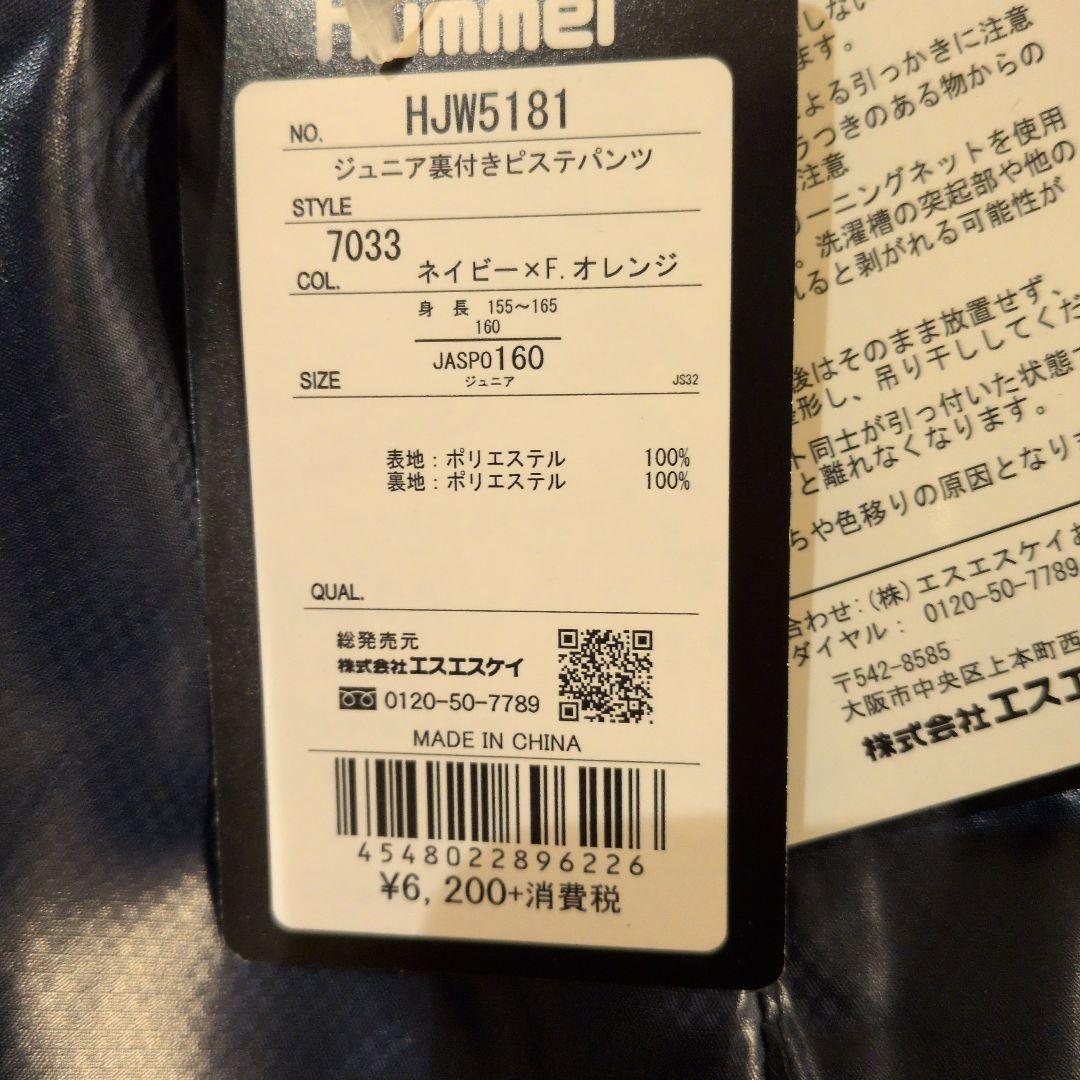 hummel
NO. HJW5181
ジュニア裏付きピステパンツ
STYLE
7033
COL. ネイビー×F.オレンジ
身 長 155～165
160
SIZE JASPO160
ジュニア JS32
表地：ポリエステル 100%
裏地：ポリエステル 100%
QUAL.
総発売元
株式会社エスエスケイ
0120-50-7789
MADE IN CHINA
4548022896226
¥6,200+消費税
しない
ます。
よる引っかきに注意
らつきのある物からの
注意
ーニングネットを使用
。洗濯槽の突起部や他の
ると剥がれる可能性が
後はそのまま放置せず、
形し、吊り干ししてくだ
ト同士が引っ付いた状態
と離れなくなります。
ちや色移りの原因となりま
合わせ：(株)エスエスケイお
ダイヤル： 0120-50-7789
〒542-8585
大阪市中央区上本町西
株式会社エスエ